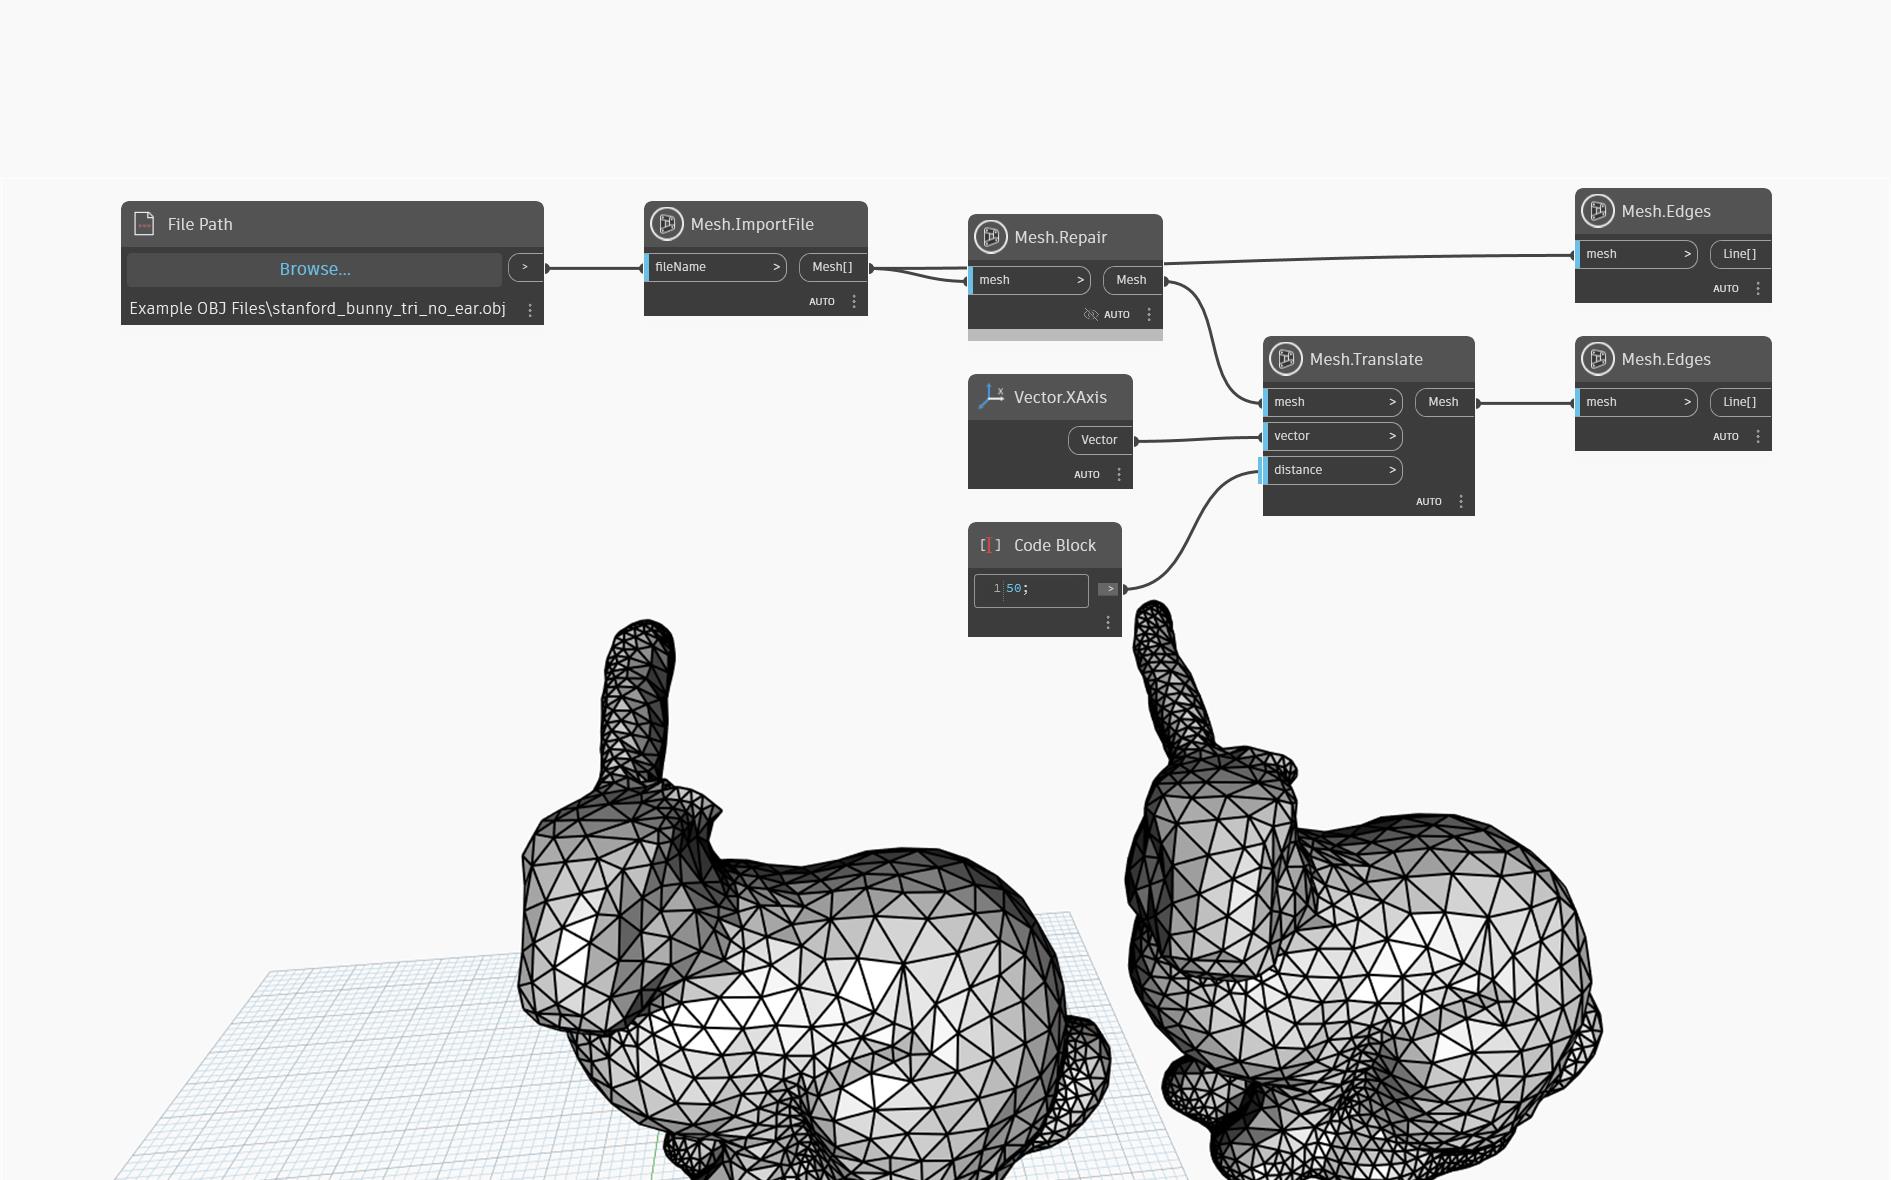 File Path
Browse...
>
Example OBJ Files\stanford_bunny_tri_no_ear.obj
Mesh.ImportFile
fileName >
Mesh[]
AUTO
Mesh.Repair
mesh >
Mesh
AUTO
Vector.XAxis
Vector
AUTO
Code Block
1 50;
>
Mesh.Translate
mesh >
Mesh
vector >
distance >
AUTO
Mesh.Edges
mesh >
Line[]
AUTO
Mesh.Edges
mesh >
Line[]
AUTO